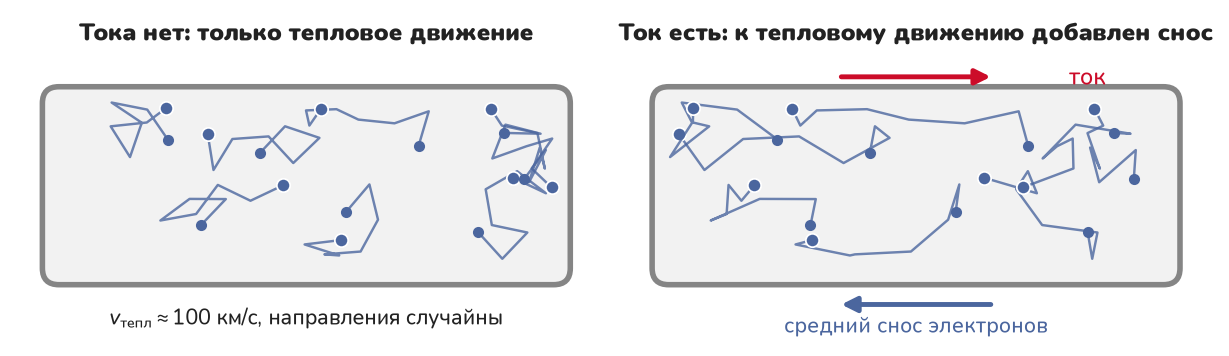 Тока нет: только тепловое движение
Ток есть: к тепловому движению добавлен снос
ток
vтепл ≈ 100 км/с, направления случайны
средний снос электронов